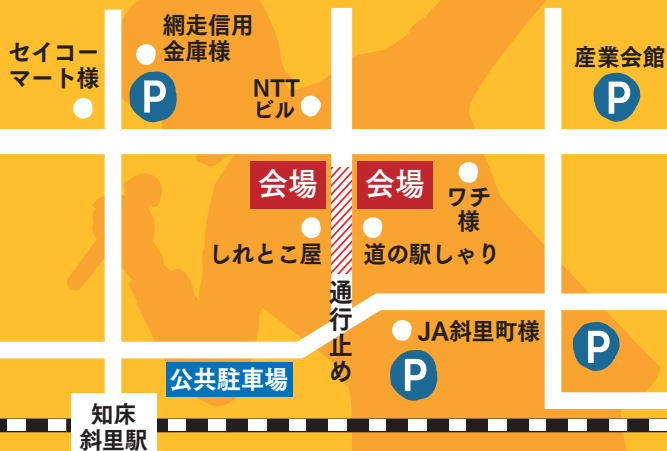 セイコー
マート様
網走信用
金庫様
P
NTT
ビル
産業会館
P
会場
会場
ワチ
様
しれとこ屋
道の駅しゃり
通行止め
JA斜里町様
P
P
公共駐車場
知床
斜里駅